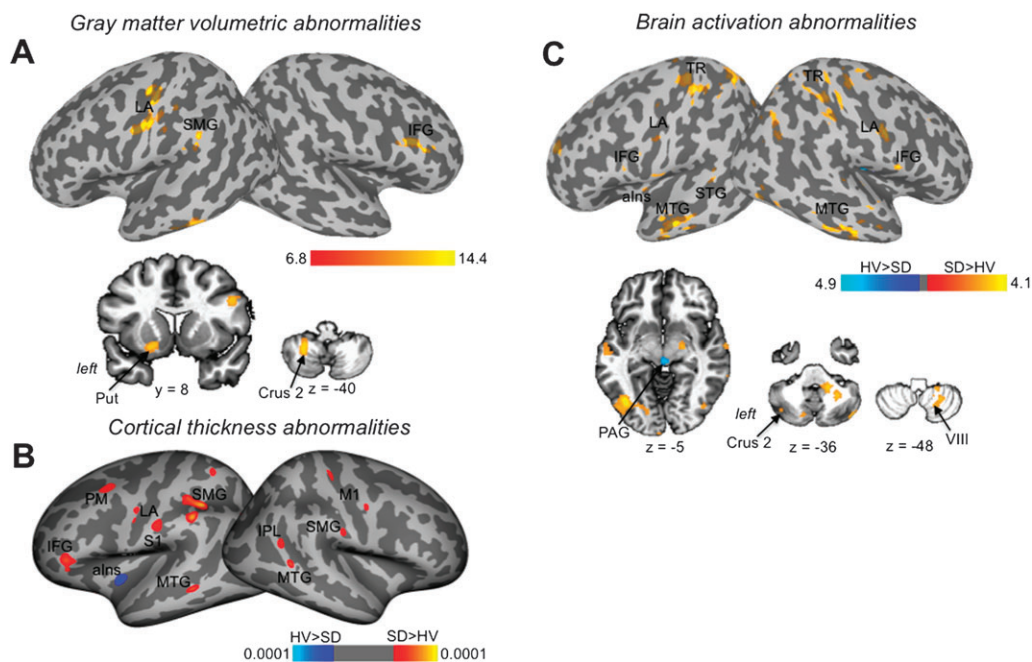 Gray matter volumetric abnormalities
A
LA
SMG
IFG
6.8 14.4
left
Put
y = 8
Crus 2
z = -40
Cortical thickness abnormalities
B
PM
LA
SMG
M1
S1
IPL
SMG
IFG
aIns
MTG
MTG
HV>SD SD>HV
0.0001 0.0001
Brain activation abnormalities
C
TR
TR
LA
LA
IFG
IFG
aIns
STG
MTG
MTG
HV>SD SD>HV
4.9 4.1
PAG
z = -5
left
Crus 2
z = -36
VIII
z = -48